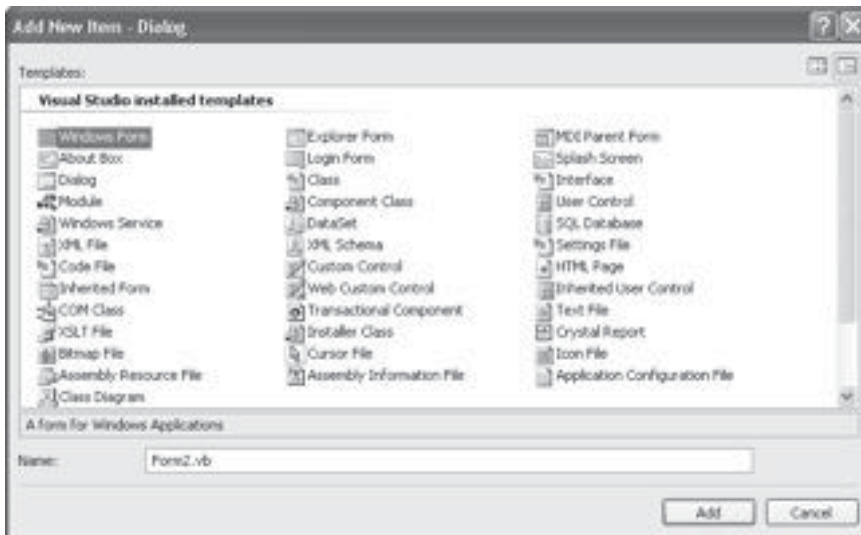 Add New Item - Dialog
Templates:
Visual Studio installed templates
Windows Form
Explorer Form
MDI Parent Form
About Box
Login Form
Splash Screen
Dialog
Class
Interface
Module
Component Class
User Control
Windows Service
DataSet
SQL Database
XML File
XML Schema
Settings File
Code File
Custom Control
HTML Page
Inherited Form
Web Custom Control
Inherited User Control
COM Class
Transactional Component
Text File
XSLT File
Installer Class
Crystal Report
Bitmap File
Cursor File
Icon File
Assembly Resource File
Assembly Information File
Application Configuration File
Class Diagram
A form for Windows Applications
Name:
Form2.vb
Add
Cancel